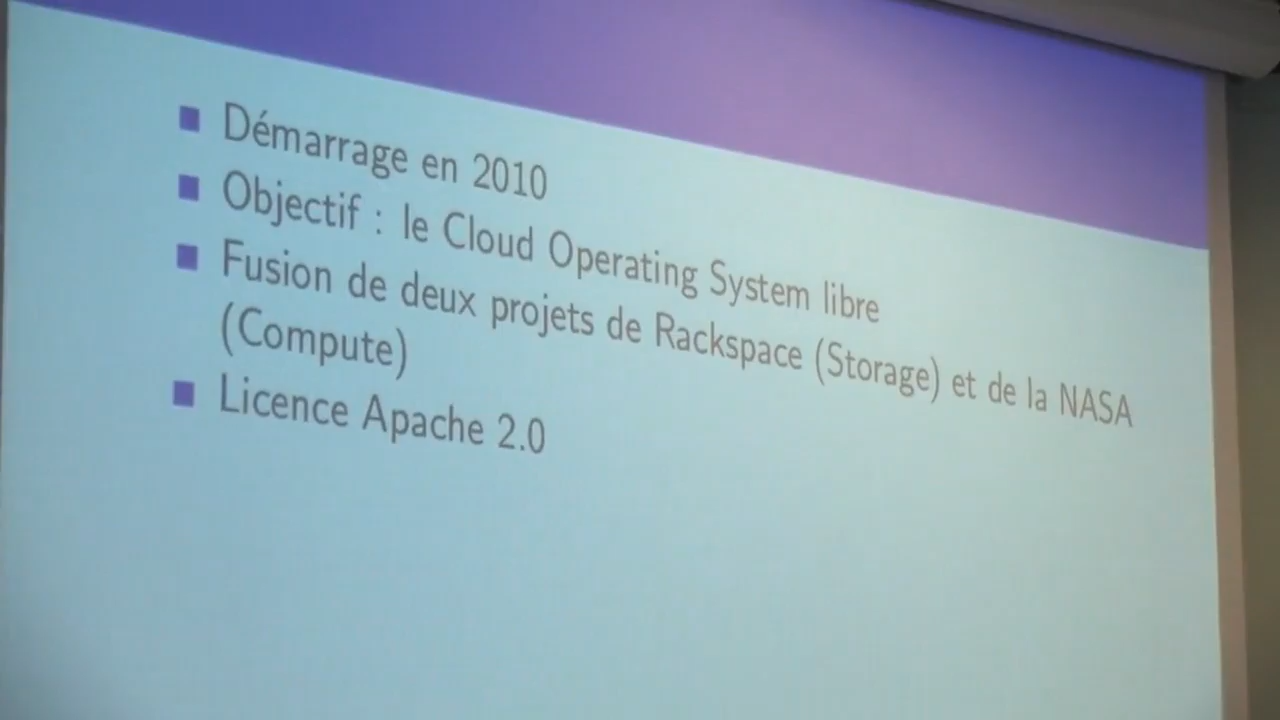 Démarrage en 2010
Objectif : le Cloud Operating System libre
Fusion de deux projets de Rackspace (Storage) et de la NASA
(Compute)
Licence Apache 2.0